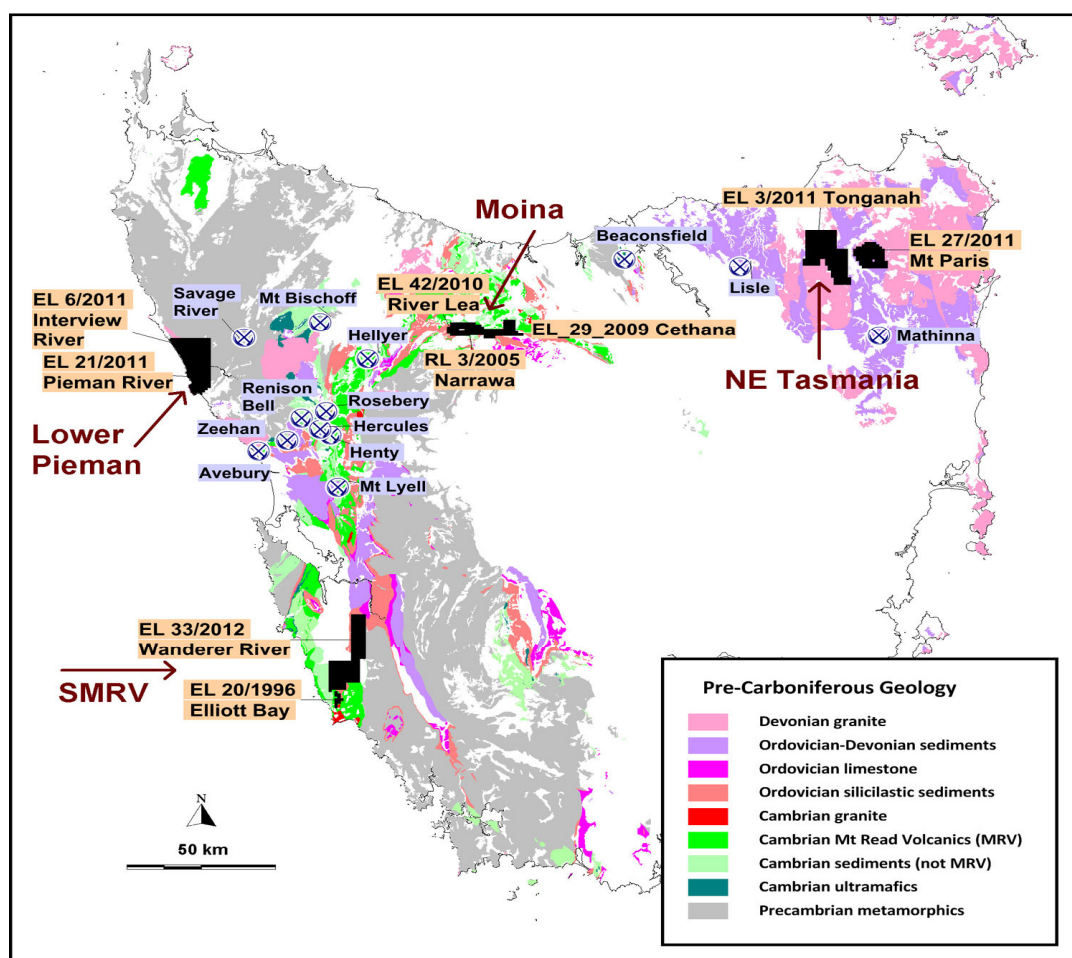 EL 3/2011 Tonganah
Moina
Beaconsfield
EL 27/2011
Mt Paris
EL 42/2010
River Lea
Lisle
EL 6/2011
Interview
River
Savage
River
Mt Bischoff
Hellyer
EL_29_2009 Cethana
Mathinna
EL 21/2011
Pieman River
RL 3/2005
Narrawa
NE Tasmania
Renison
Bell
Rosebery
Lower
Pieman
Zeehan
Hercules
Henty
Avebury
Mt Lyell
EL 33/2012
Wanderer River
SMRV
EL 20/1996
Elliott Bay
N
50 km
Pre-Carboniferous Geology
Devonian granite
Ordovician-Devonian sediments
Ordovician limestone
Ordovician silicilastic sediments
Cambrian granite
Cambrian Mt Read Volcanics (MRV)
Cambrian sediments (not MRV)
Cambrian ultramafics
Precambrian metamorphics